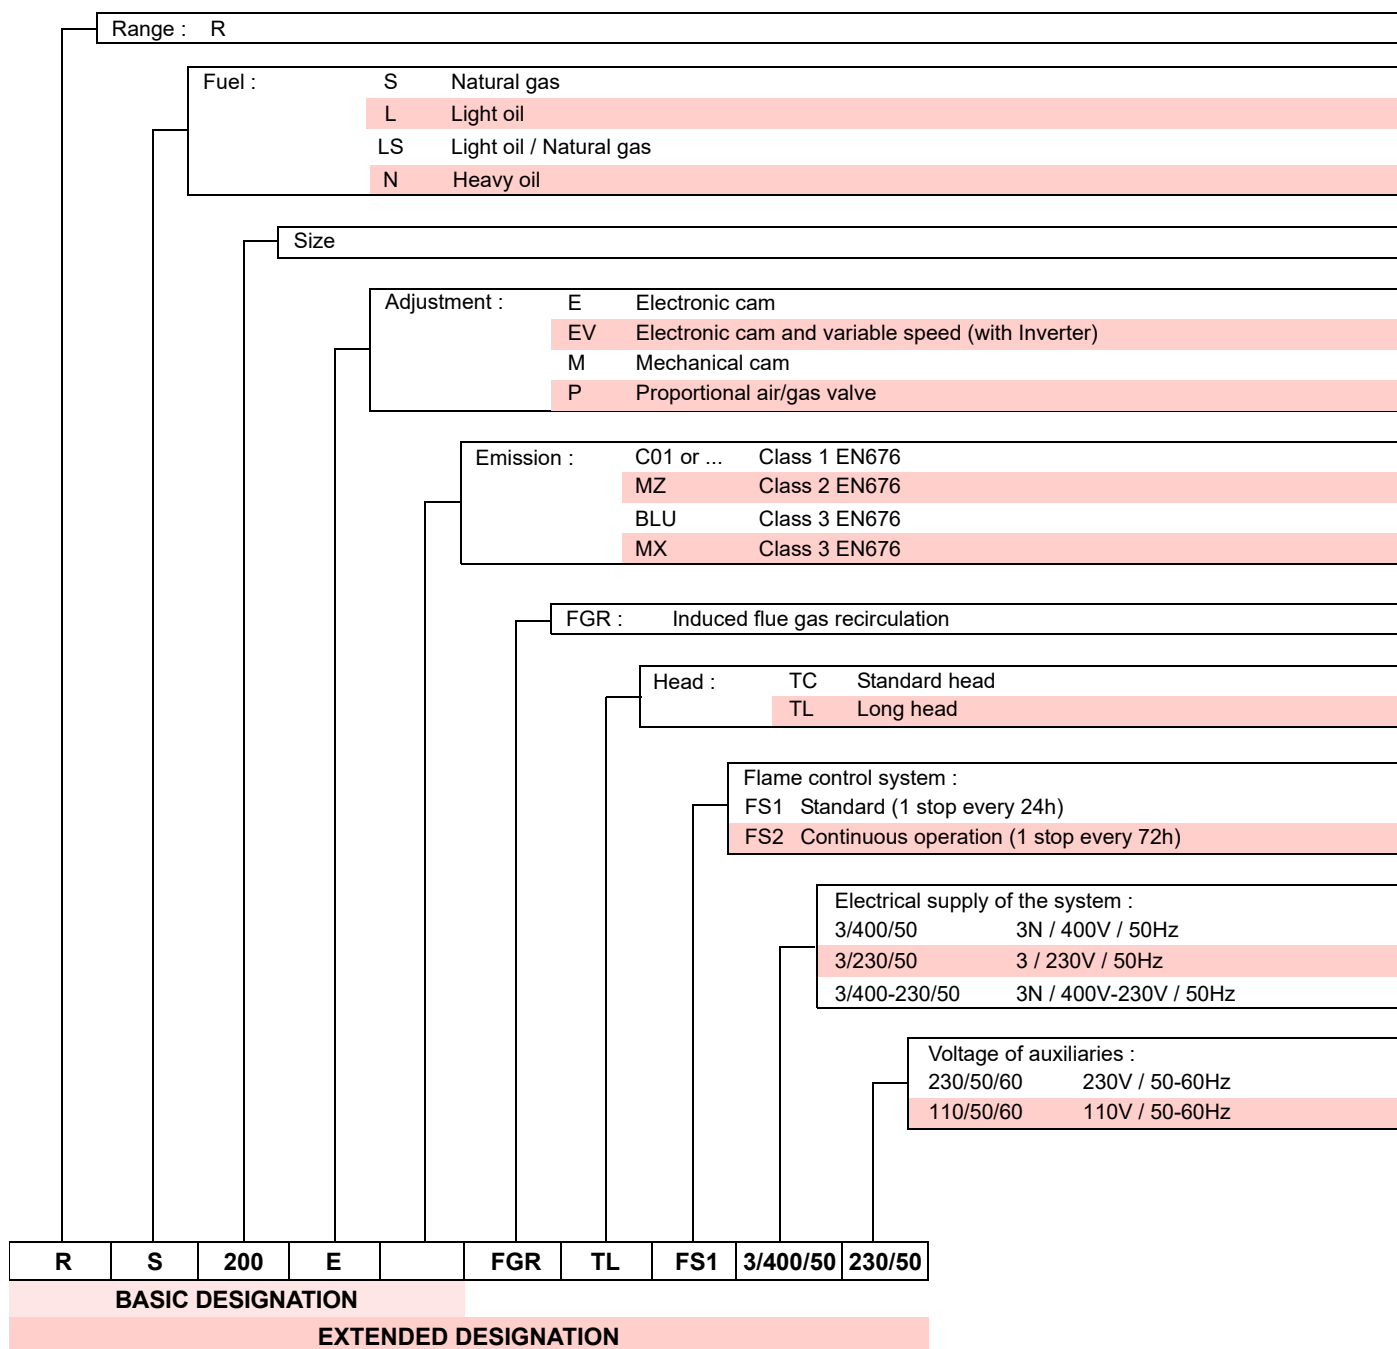 Range : R
Fuel : S Natural gas
L Light oil
LS Light oil / Natural gas
N Heavy oil
Size
Adjustment : E Electronic cam
EV Electronic cam and variable speed (with Inverter)
M Mechanical cam
P Proportional air/gas valve
Emission : C01 or ... Class 1 EN676
MZ Class 2 EN676
BLU Class 3 EN676
MX Class 3 EN676
FGR : Induced flue gas recirculation
Head : TC Standard head
TL Long head
Flame control system :
FS1 Standard (1 stop every 24h)
FS2 Continuous operation (1 stop every 72h)
Electrical supply of the system :
3/400/50 3N / 400V / 50Hz
3/230/50 3 / 230V / 50Hz
3/400-230/50 3N / 400V-230V / 50Hz
Voltage of auxiliaries :
230/50/60 230V / 50-60Hz
110/50/60 110V / 50-60Hz
R S 200 E FGR TL FS1 3/400/50 230/50
BASIC DESIGNATION
EXTENDED DESIGNATION